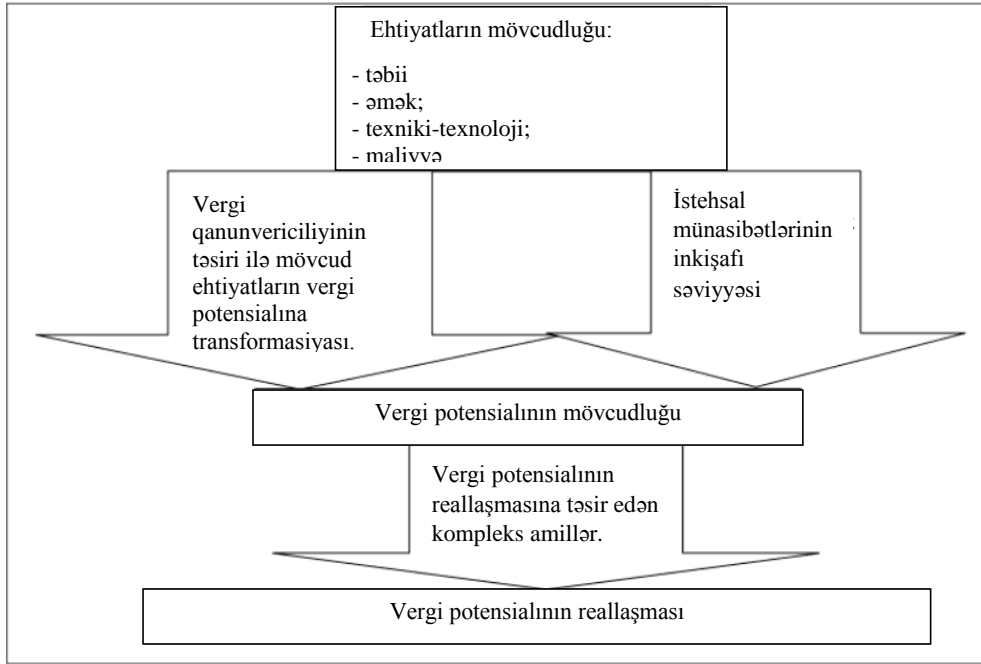 Ehtiyatların mövcudluğu:
- təbii
- əmək;
- texniki-texnoloji;
- maliyyə
Vergi
qanunvericiliyinin
təsiri ilə mövcud
ehtiyatların vergi
potensialına
transformasiyası.
İstehsal
münasibətlərinin
inkişafı
səviyyəsi
Vergi potensialının mövcudluğu
Vergi potensialının
reallaşmasına təsir edən
kompleks amillər.
Vergi potensialının reallaşması